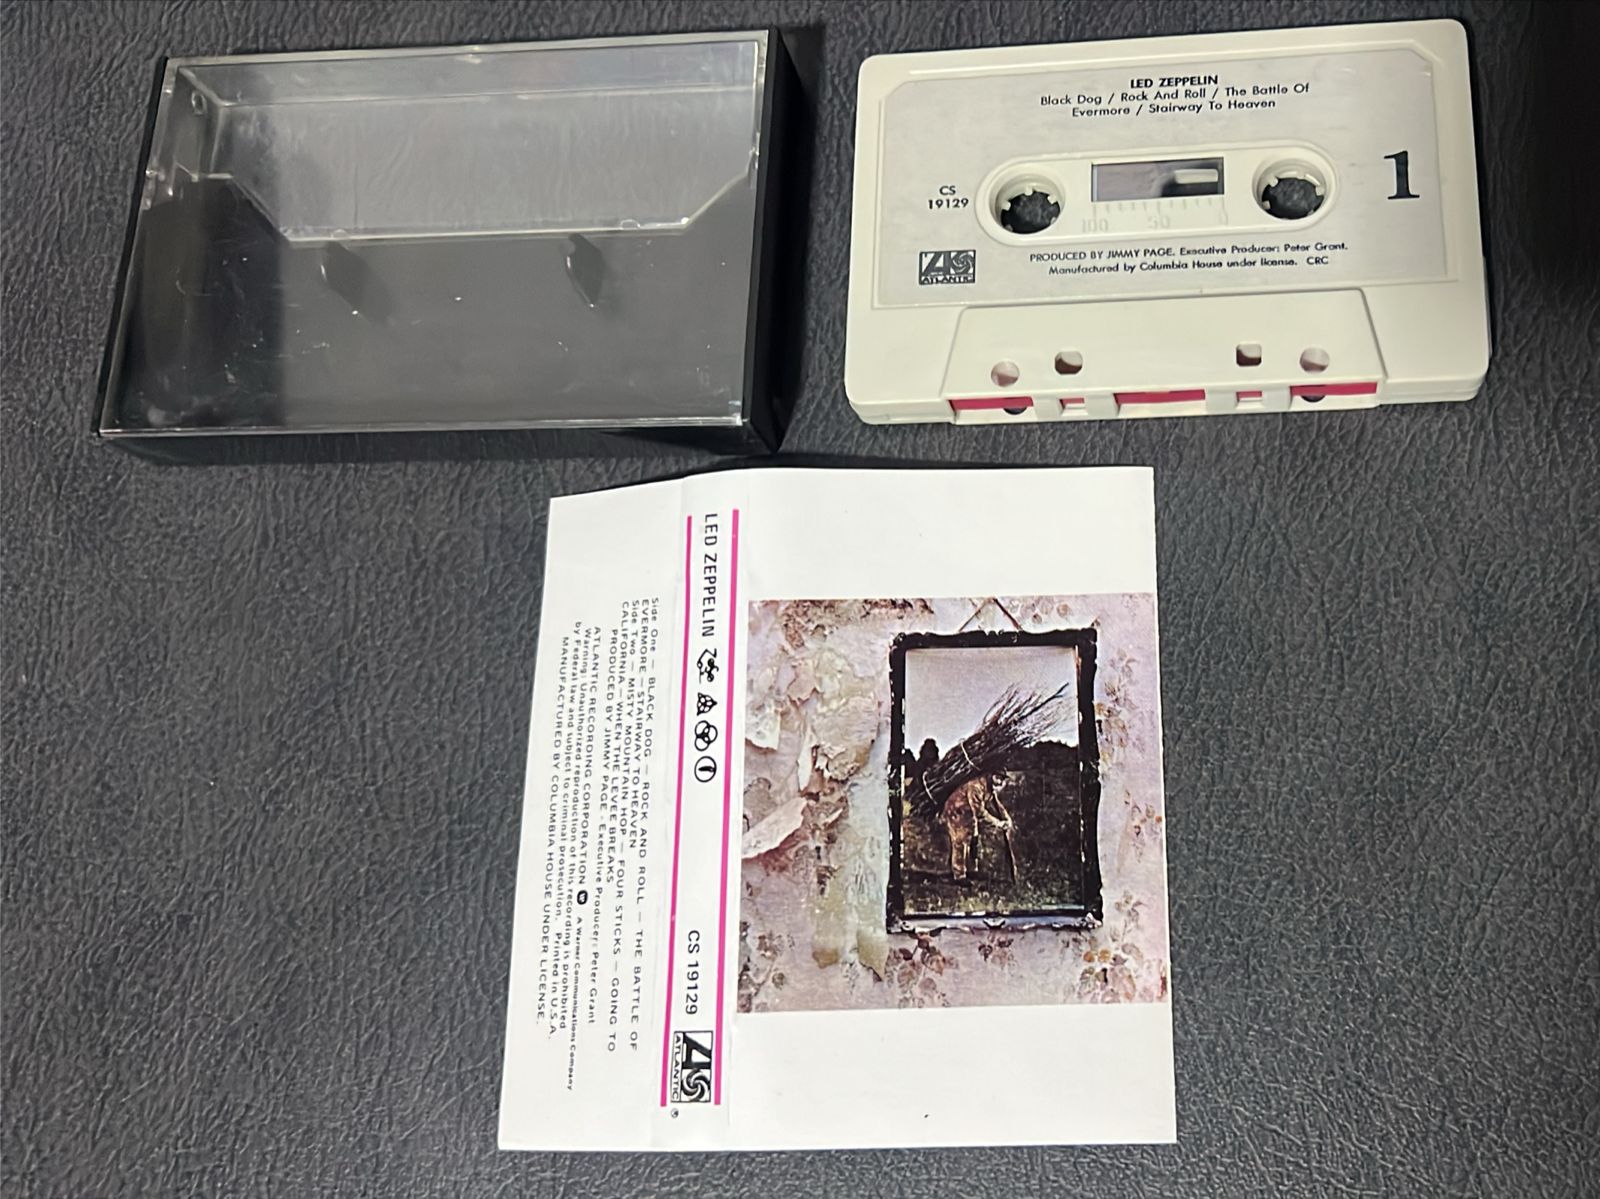 LED ZEPPELIN
Black Dog / Rock And Roll / The Battle Of
Evermore / Stairway To Heaven
CS
19129
1
100 50 0
ATLANTIC
PRODUCED BY JIMMY PAGE. Executive Producer: Peter Grant.
Manufactured by Columbia House under license. CRC
LED ZEPPELIN
CS 19129
ATLANTIC
®
Side One — BLACK DOG — ROCK AND ROLL — THE BATTLE OF
EVERMORE — STAIRWAY TO HEAVEN
Side Two — MISTY MOUNTAIN HOP — FOUR STICKS — GOING TO
CALIFORNIA — WHEN THE LEVEE BREAKS
PRODUCED BY JIMMY PAGE - Executive Producer: Peter Grant
ATLANTIC RECORDING CORPORATION A Warner Communications Company
Warning: Unauthorized reproduction of this recording is prohibited
by Federal law and subject to criminal prosecution. Printed in U.S.A.
MANUFACTURED BY COLUMBIA HOUSE UNDER LICENSE.